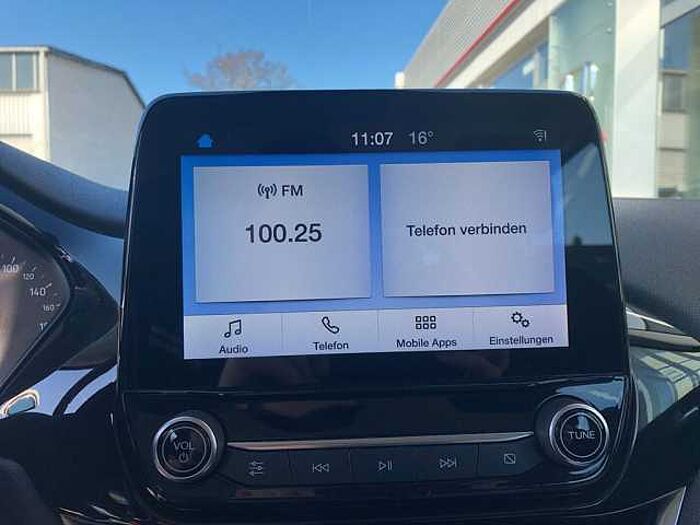 11:07 16°
FM
100.25
Telefon verbinden
Audio
Telefon
Mobile Apps
Einstellungen
100
120
140
160
VOL
TUNE